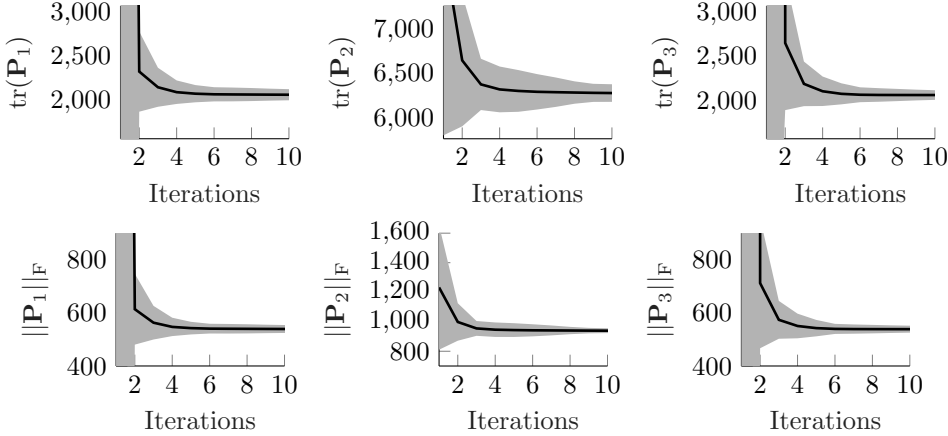 3,000
2,500
2,000
tr(P₁)
2 4 6 8 10
Iterations
7,000
6,500
6,000
tr(P₂)
2 4 6 8 10
Iterations
3,000
2,500
2,000
tr(P₃)
2 4 6 8 10
Iterations
800
600
400
||P₁||F
2 4 6 8 10
Iterations
1,600
1,400
1,200
1,000
800
||P₂||F
2 4 6 8 10
Iterations
800
600
400
||P₃||F
2 4 6 8 10
Iterations